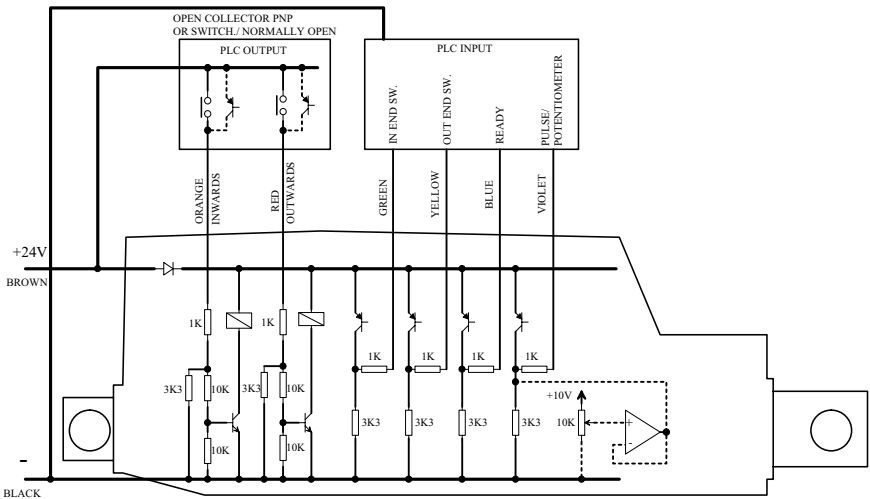 OPEN COLLECTOR PNP
OR SWITCH./ NORMALLY OPEN
PLC OUTPUT
PLC INPUT
IN END SW.
OUT END SW.
READY
PULSE/
POTENTIOMETER
ORANGE
INWARDS
RED
OUTWARDS
GREEN
YELLOW
BLUE
VIOLET
+24V
BROWN
1K
1K
1K
1K
1K
1K
3K3
10K
3K3
10K
+10V
3K3
3K3
3K3
3K3
10K
+
-
10K
10K
-
BLACK